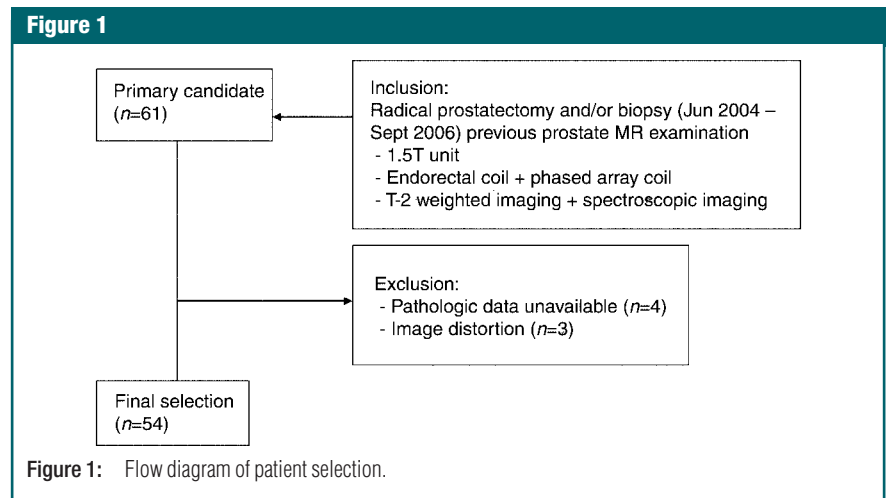 Figure 1
Primary candidate
(n=61)
Inclusion:
Radical prostatectomy and/or biopsy (Jun 2004 –
Sept 2006) previous prostate MR examination
- 1.5T unit
- Endorectal coil + phased array coil
- T-2 weighted imaging + spectroscopic imaging
Exclusion:
- Pathologic data unavailable (n=4)
- Image distortion (n=3)
Final selection
(n=54)
Figure 1: Flow diagram of patient selection.